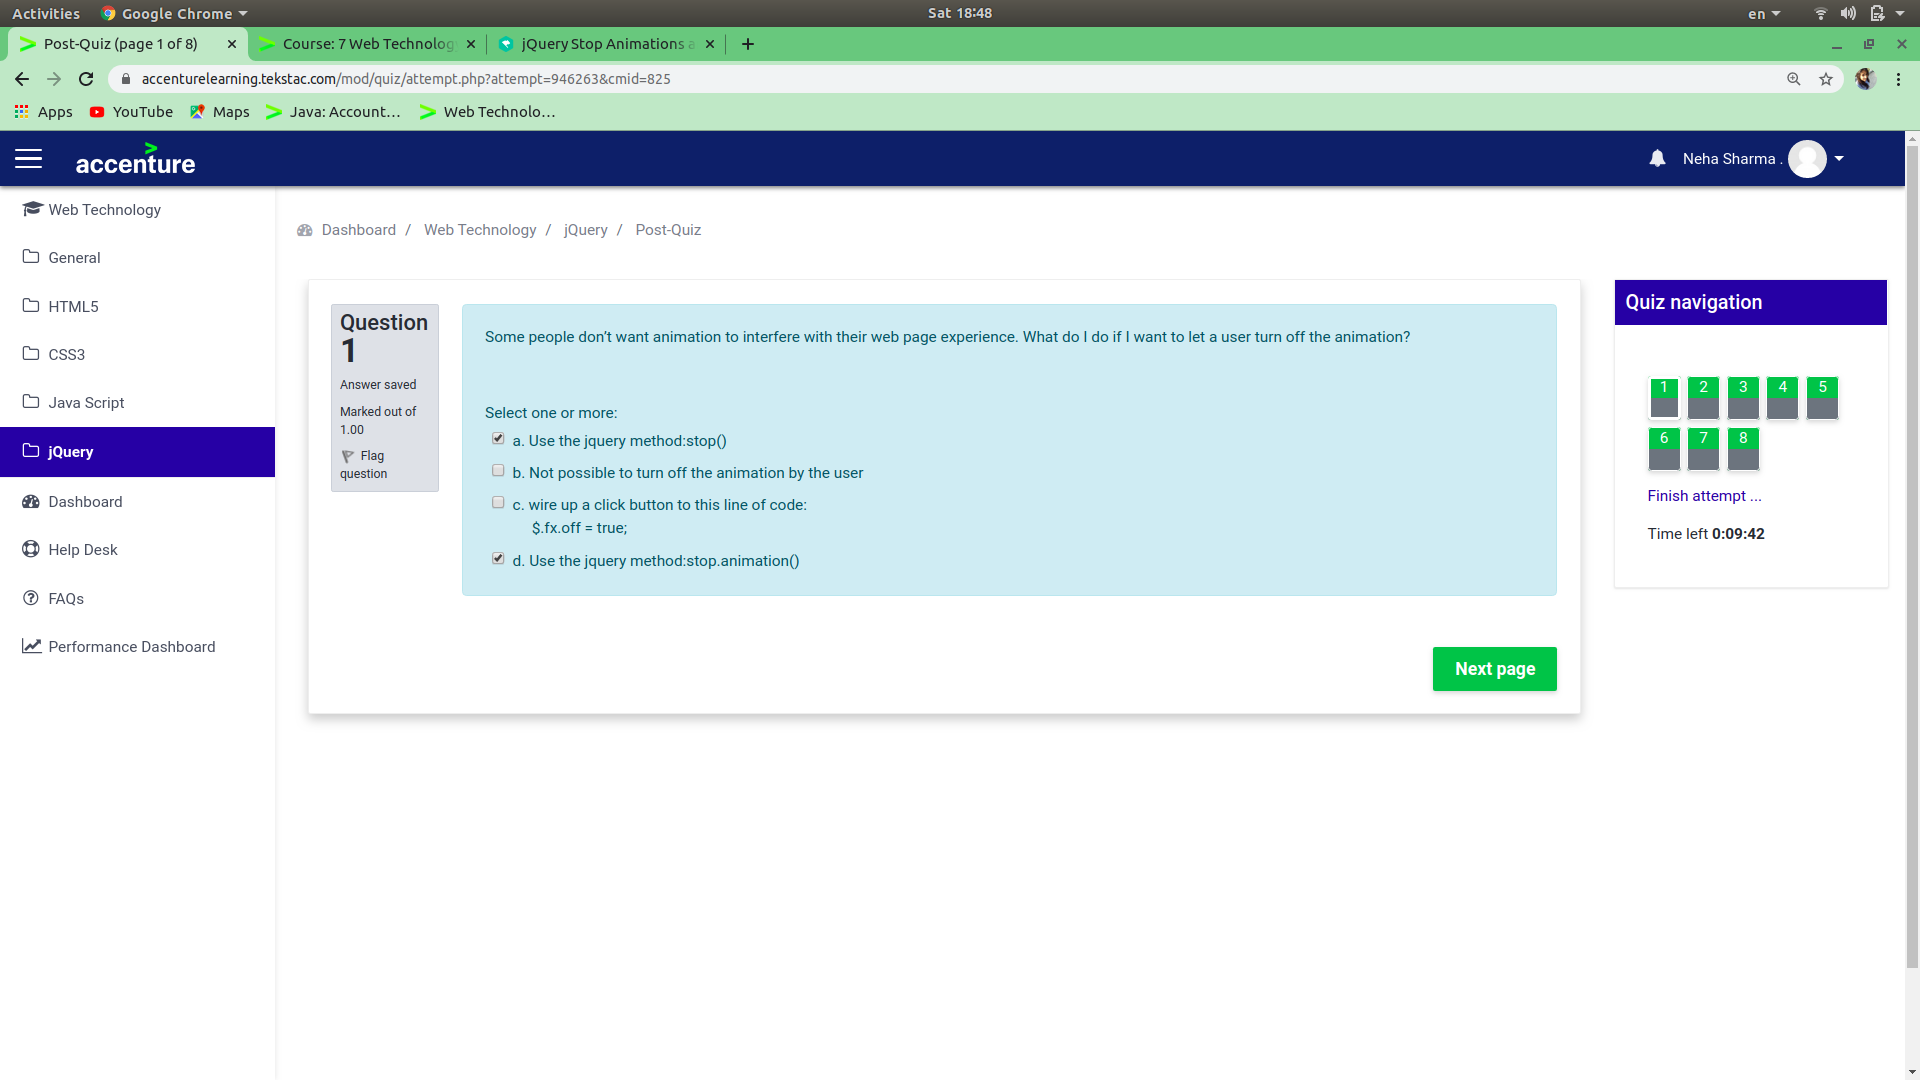 Activities
Google Chrome
Sat 18:48
en
Post-Quiz (page 1 of 8)
Course: 7 Web Technolog
jQuery Stop Animations a
accenturelearning.tekstac.com/mod/quiz/attempt.php?attempt=946263&cmid=825
Apps
YouTube
Maps
Java: Account...
Web Technolo...
accenture
Neha Sharma .
Web Technology
General
HTML5
CSS3
Java Script
jQuery
Dashboard
Help Desk
FAQs
Performance Dashboard
Dashboard / Web Technology / jQuery / Post-Quiz
Question
1
Answer saved
Marked out of
1.00
Flag
question
Some people don’t want animation to interfere with their web page experience. What do I do if I want to let a user turn off the animation?
Select one or more:
a. Use the jquery method:stop()
b. Not possible to turn off the animation by the user
c. wire up a click button to this line of code:
$.fx.off = true;
d. Use the jquery method:stop.animation()
Next page
Quiz navigation
1 2 3 4 5
6 7 8
Finish attempt ...
Time left 0:09:42